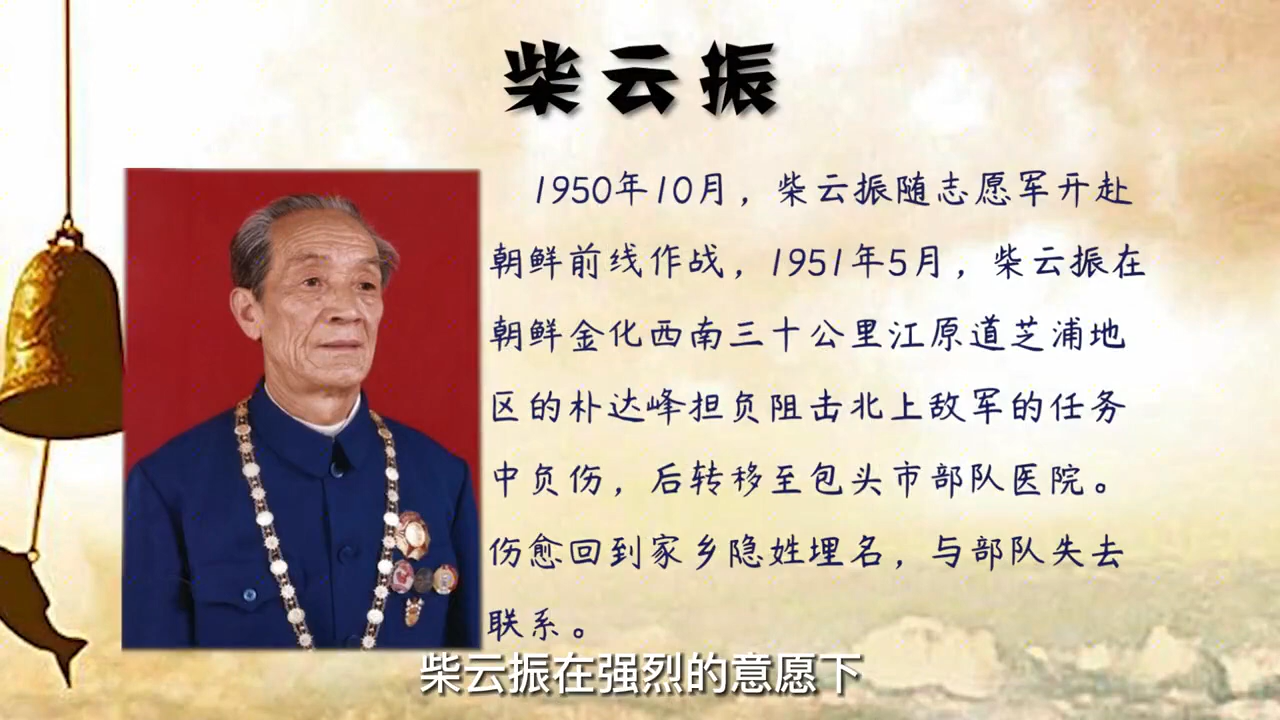 柴云振
1950年10月，柴云振随志愿军开赴
朝鲜前线作战，1951年5月，柴云振在
朝鲜金化西南三十公里江原道芝浦地
区的朴达峰担负阻击北上敌军的任务
中负伤，后转移至包头市部队医院。
伤愈回到家乡隐姓埋名，与部队失去
联系。
柴云振在强烈的意愿下